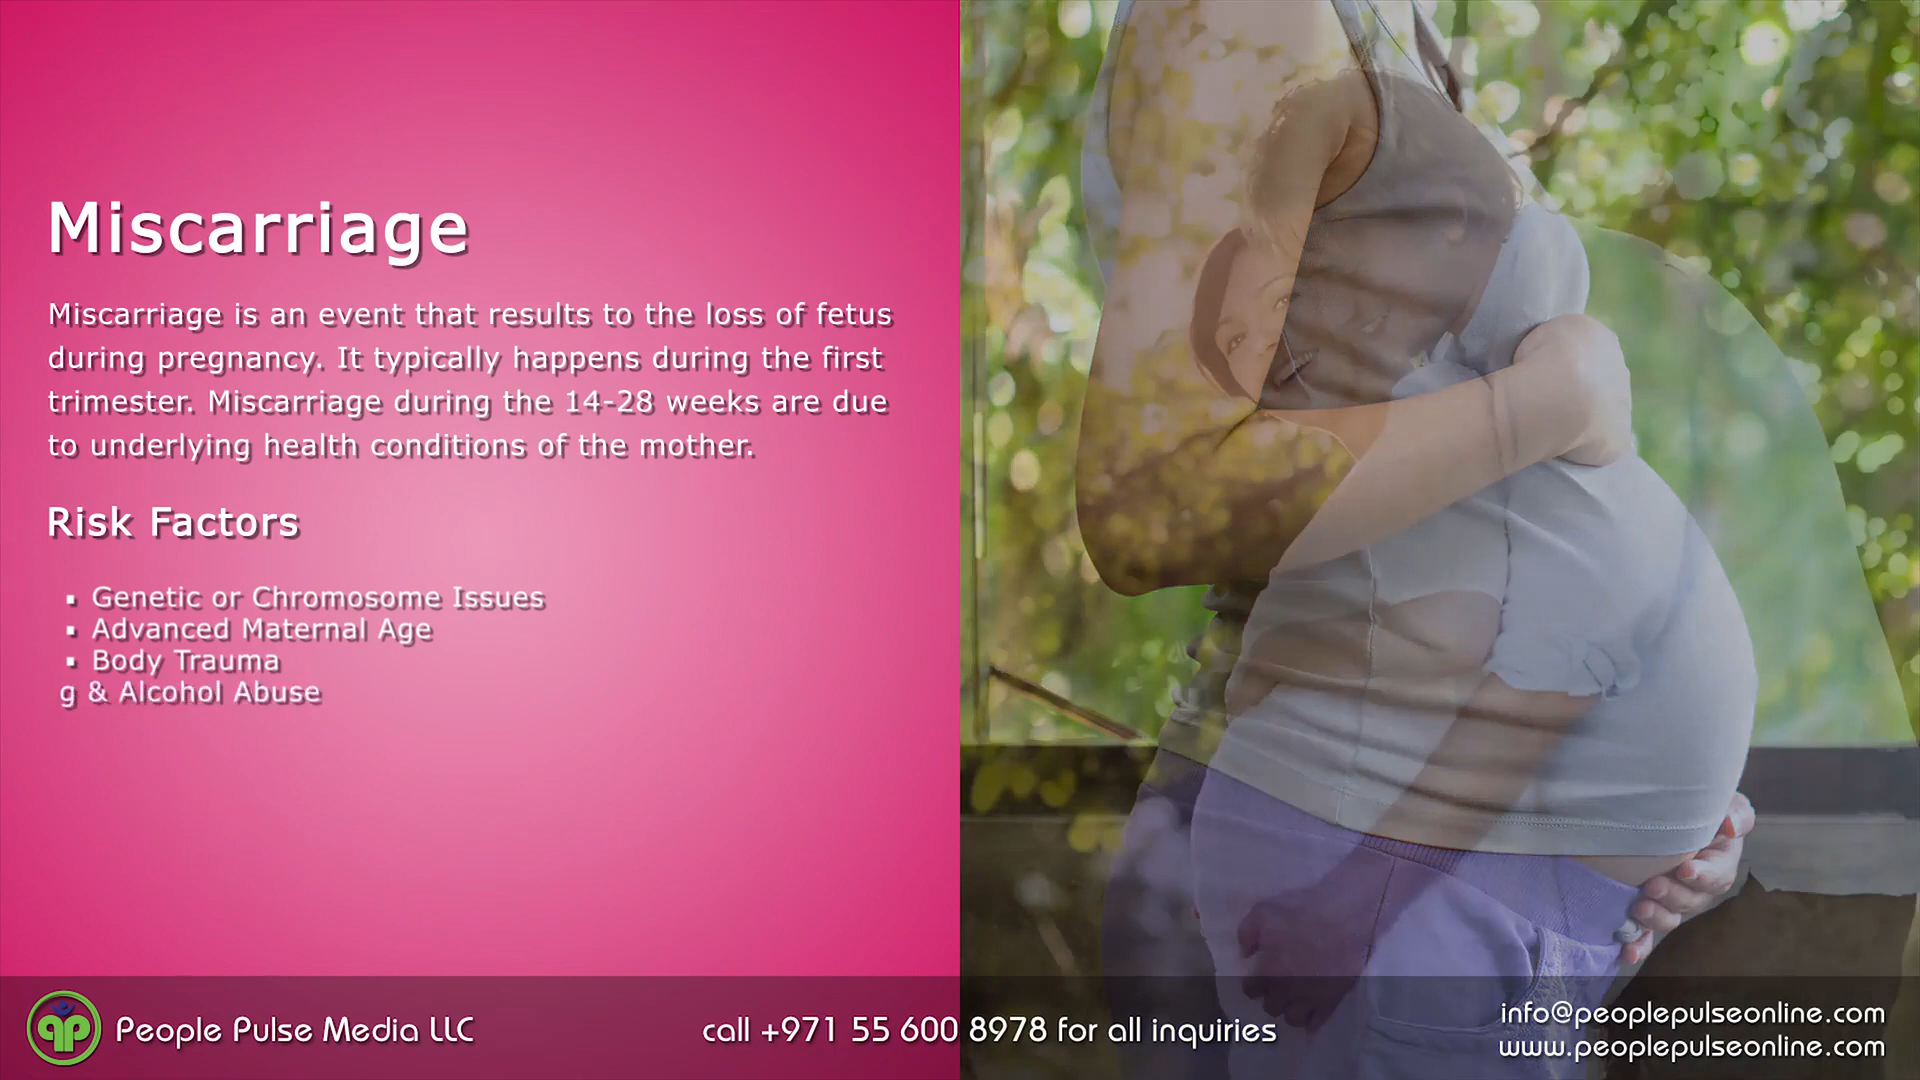 Miscarriage
Miscarriage is an event that results to the loss of fetus
during pregnancy. It typically happens during the first
trimester. Miscarriage during the 14-28 weeks are due
to underlying health conditions of the mother.
Risk Factors
▪ Genetic or Chromosome Issues
▪ Advanced Maternal Age
▪ Body Trauma
g & Alcohol Abuse
People Pulse Media LLC
call +971 55 600 8978 for all inquiries
info@peoplepulseonline.com
www.peoplepulseonline.com